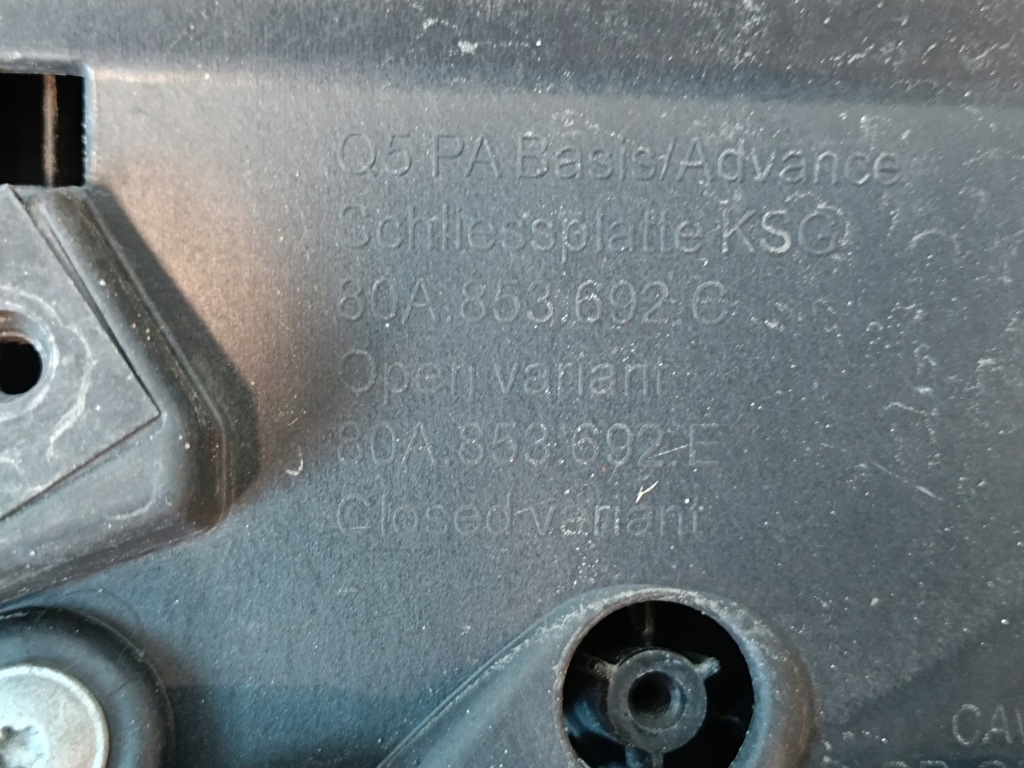 Q5 PA Basis/Advance
Schliessplatte KSG
80A.853.692.C
Open variant
80A.853.692.E
Closed variant